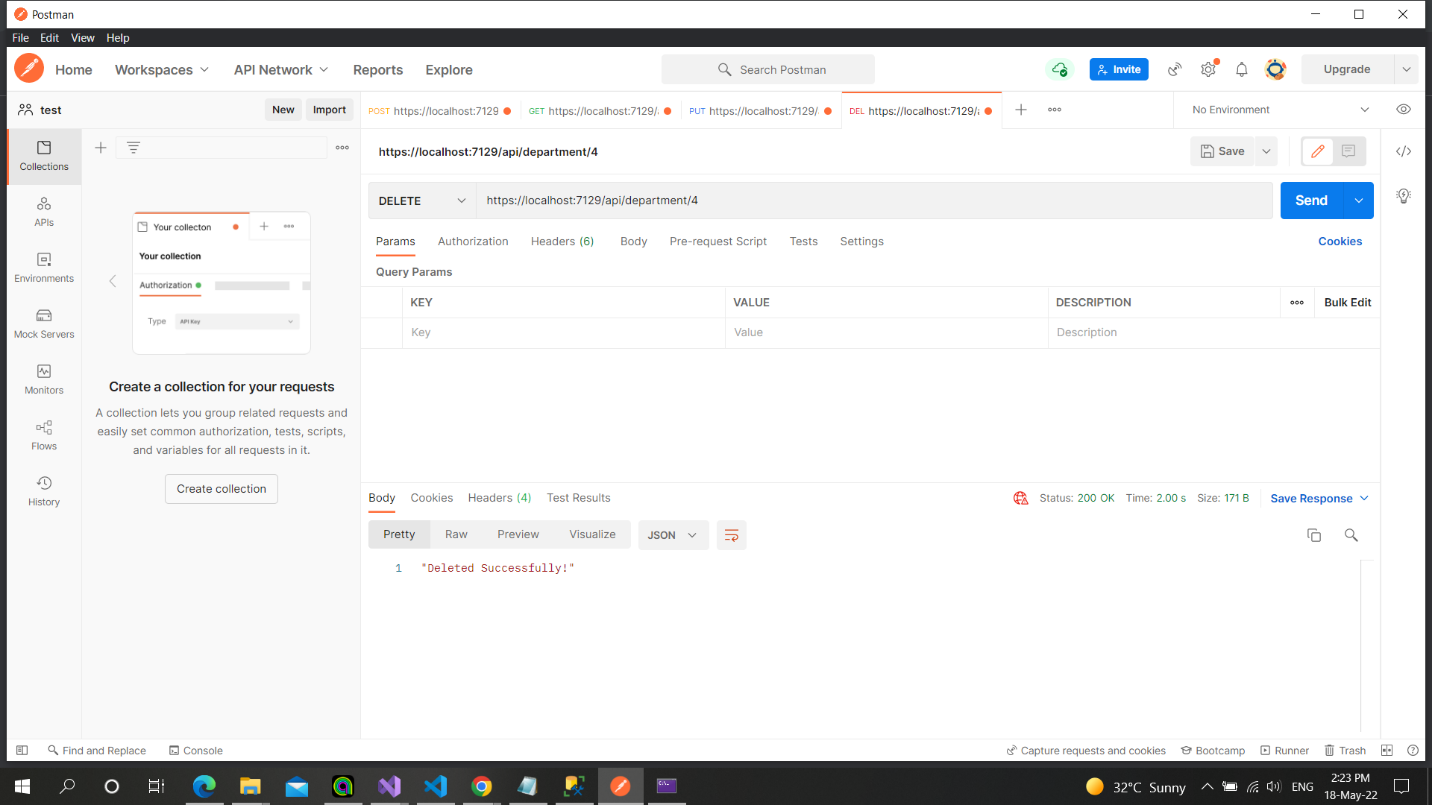 Postman
File Edit View Help
Home Workspaces API Network Reports Explore Search Postman Invite Upgrade
test New Import POST https://localhost:7129 GET https://localhost:7129/ PUT https://localhost:7129/ DEL https://localhost:7129/ No Environment
Collections
APIs
Environments
Mock Servers
Monitors
Flows
History
Your collecton
Your collection
Authorization
Type API Key
Create a collection for your requests
A collection lets you group related requests and
easily set common authorization, tests, scripts,
and variables for all requests in it.
Create collection
https://localhost:7129/api/department/4 Save
DELETE https://localhost:7129/api/department/4 Send
Params Authorization Headers (6) Body Pre-request Script Tests Settings Cookies
Query Params
KEY VALUE DESCRIPTION Bulk Edit
Key Value Description
Body Cookies Headers (4) Test Results Status: 200 OK Time: 2.00 s Size: 171 B Save Response
Pretty Raw Preview Visualize JSON
1 "Deleted Successfully!"
Find and Replace Console Capture requests and cookies Bootcamp Runner Trash
32°C Sunny ENG 2:23 PM
18-May-22